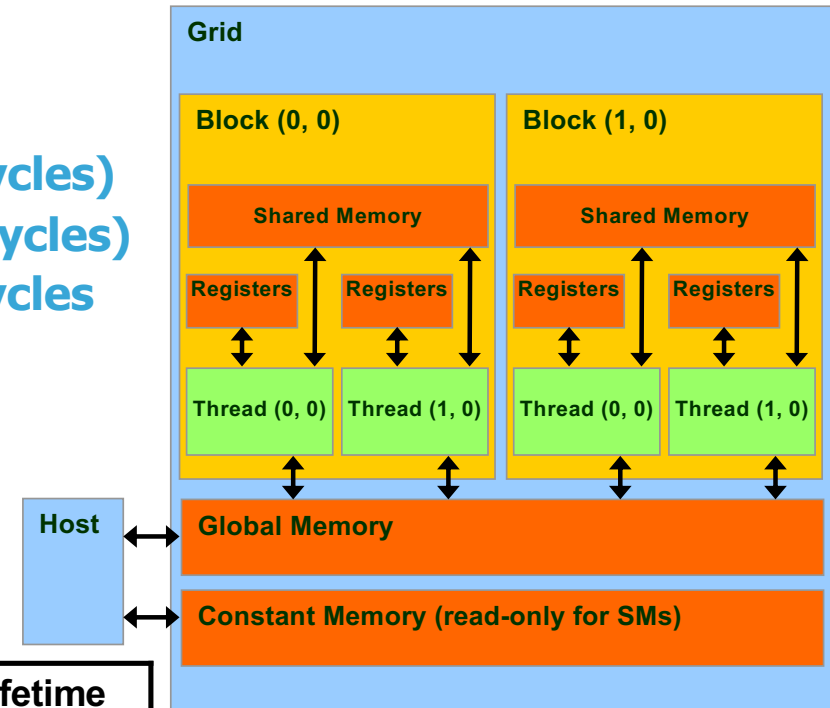 Grid
Block (0, 0)
Block (1, 0)
ycles)
ycles)
ycles
Shared Memory
Shared Memory
Registers
Registers
Registers
Registers
Thread (0, 0)
Thread (1, 0)
Thread (0, 0)
Thread (1, 0)
Host
Global Memory
Constant Memory (read-only for SMs)
fetime